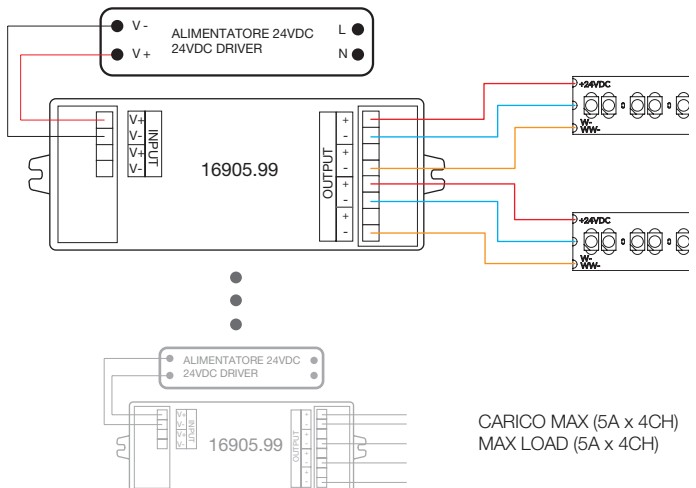 V -
ALIMENTATORE 24VDC
24VDC DRIVER
L
V +
N
+24VDC
W-
WW-
V+
V-
V+
V-
INPUT
16905.99
OUTPUT
+
-
+
-
+
-
+
-
+24VDC
W-
WW-
ALIMENTATORE 24VDC
24VDC DRIVER
V+
V-
V+
V-
INPUT
16905.99
OUTPUT
+
-
+
-
+
-
+
-
CARICO MAX (5A x 4CH)
MAX LOAD (5A x 4CH)